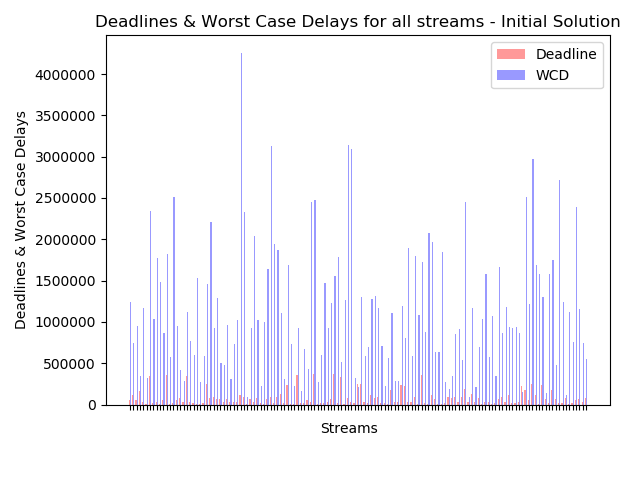 Deadlines & Worst Case Delays for all streams - Initial Solution
Deadline
WCD
4000000
3500000
3000000
2500000
2000000
1500000
1000000
500000
0
Deadlines & Worst Case Delays
Streams